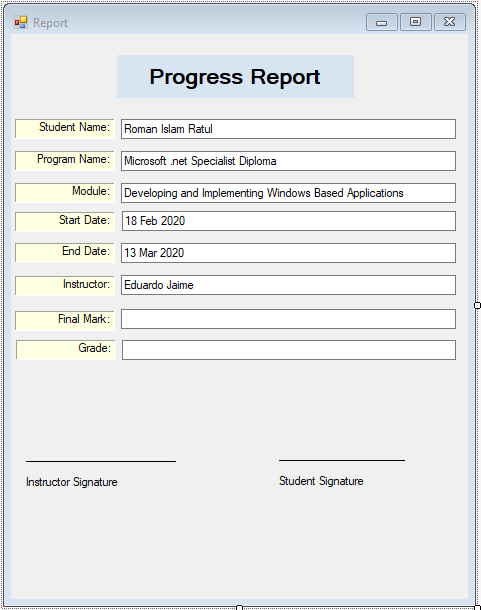 Report
Progress Report
Student Name: Roman Islam Ratul
Program Name: Microsoft .net Specialist Diploma
Module: Developing and Implementing Windows Based Applications
Start Date: 18 Feb 2020
End Date: 13 Mar 2020
Instructor: Eduardo Jaime
Final Mark:
Grade:
Instructor Signature Student Signature